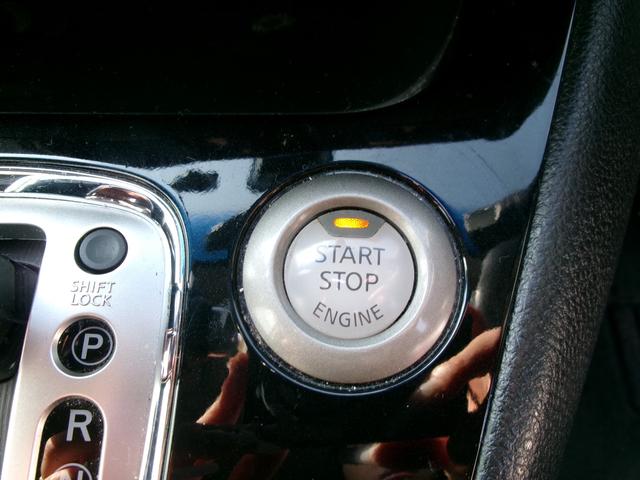 START
STOP
ENGINE
SHIFT
LOCK
P
R
N